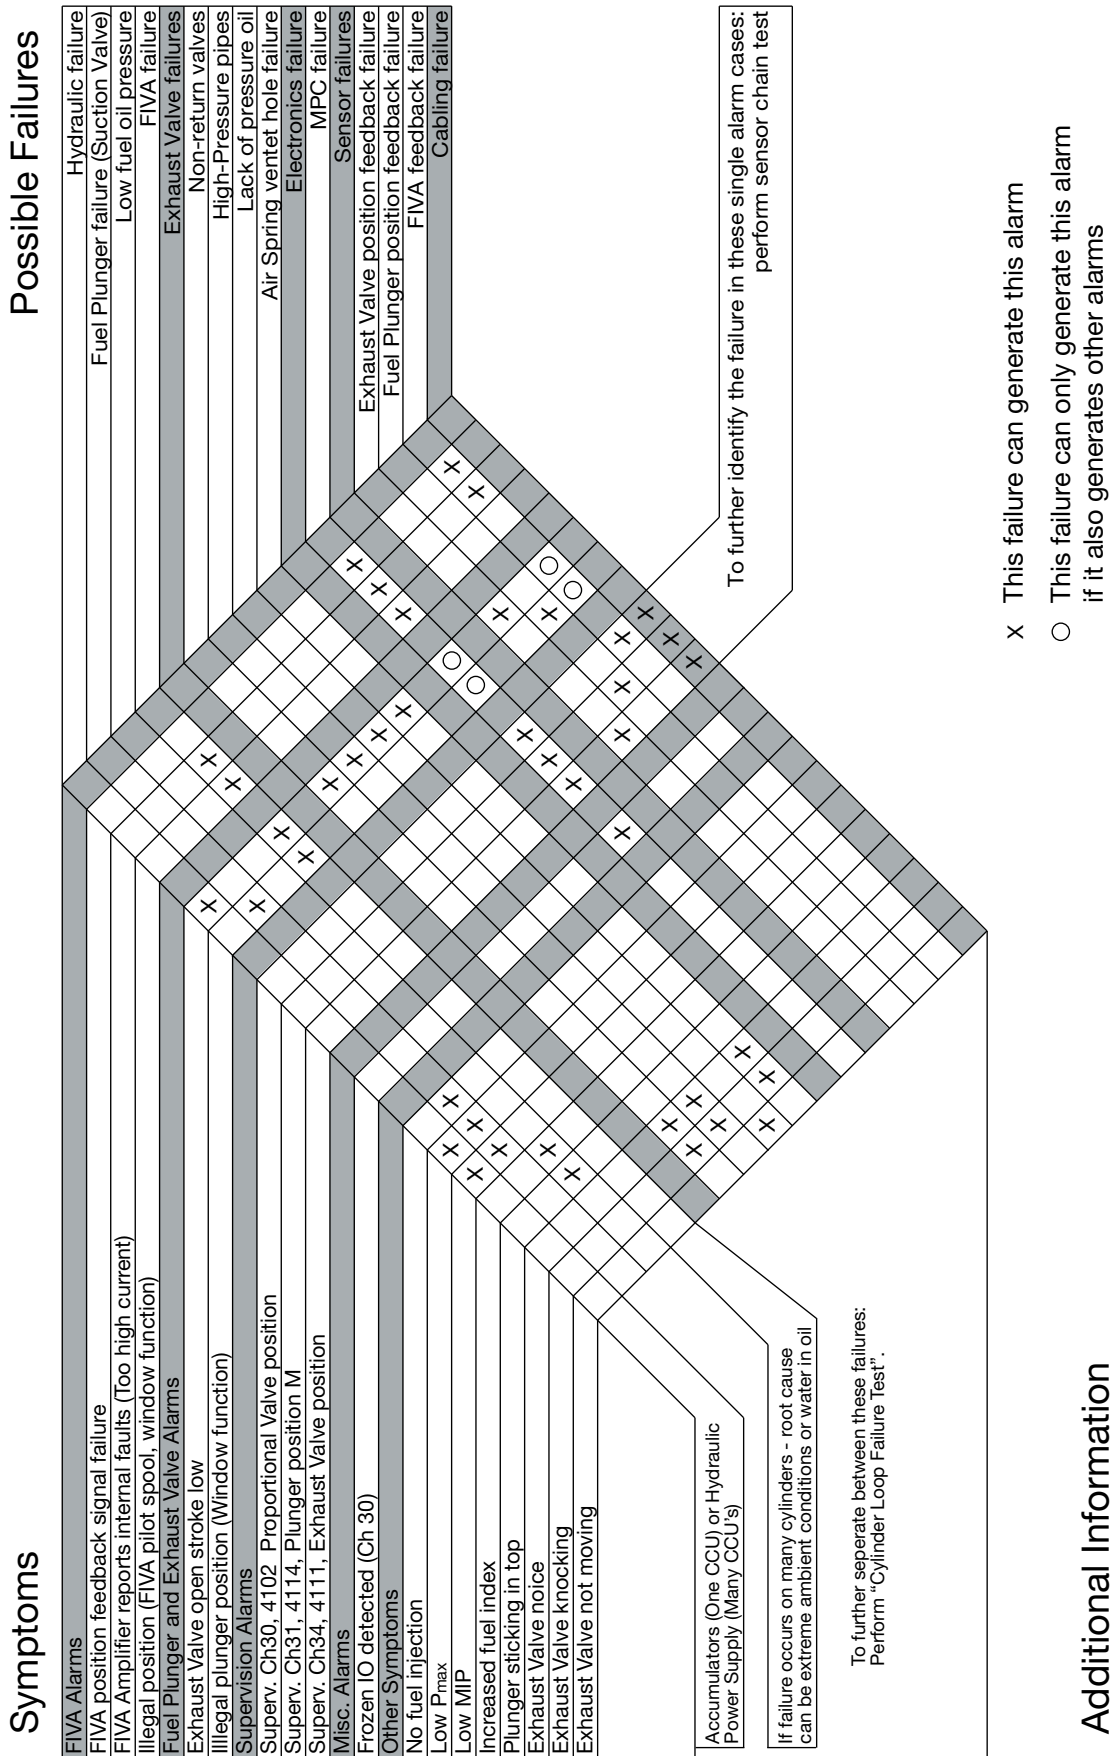 Symptoms
Possible Failures
FIVA Alarms
FIVA position feedback signal failure
FIVA Amplifier reports internal faults (Too high current)
Illegal position (FIVA pilot spool, window function)
Fuel Plunger and Exhaust Valve Alarms
Exhaust Valve open stroke low
Illlegal plunger position (Window function)
Supervision Alarms
Superv. Ch30, 4102 Proportional Valve position
Superv. Ch31, 4114, Plunger position M
Superv. Ch34, 4111, Exhaust Valve position
Misc. Alarms
Frozen IO detected (Ch 30)
Other Symptoms
No fuel injection
Low Pmax
Low MIP
Increased fuel index
Plunger sticking in top
Exhaust Valve noice
Exhaust Valve knocking
Exhaust Valve not moving
Hydraulic failure
Fuel Plunger failure (Suction Valve)
Low fuel oil pressure
FIVA failure
Exhaust Valve failures
Non-return valves
High-Pressure pipes
Lack of pressure oil
Air Spring ventet hole failure
Electronics failure
MPC failure
Sensor failures
Exhaust Valve position feedback failure
Fuel Plunger position feedback failure
FIVA feedback failure
Cabling failure
Accumulators (One CCU) or Hydraulic
Power Supply (Many CCU's)
If failure occurs on many cylinders - root cause
can be extreme ambient conditions or water in oil
To further seperate between these failures:
Perform “Cylinder Loop Failure Test”.
To further identify the failure in these single alarm cases:
perform sensor chain test
X This failure can generate this alarm
O This failure can only generate this alarm
if it also generates other alarms
Additional Information